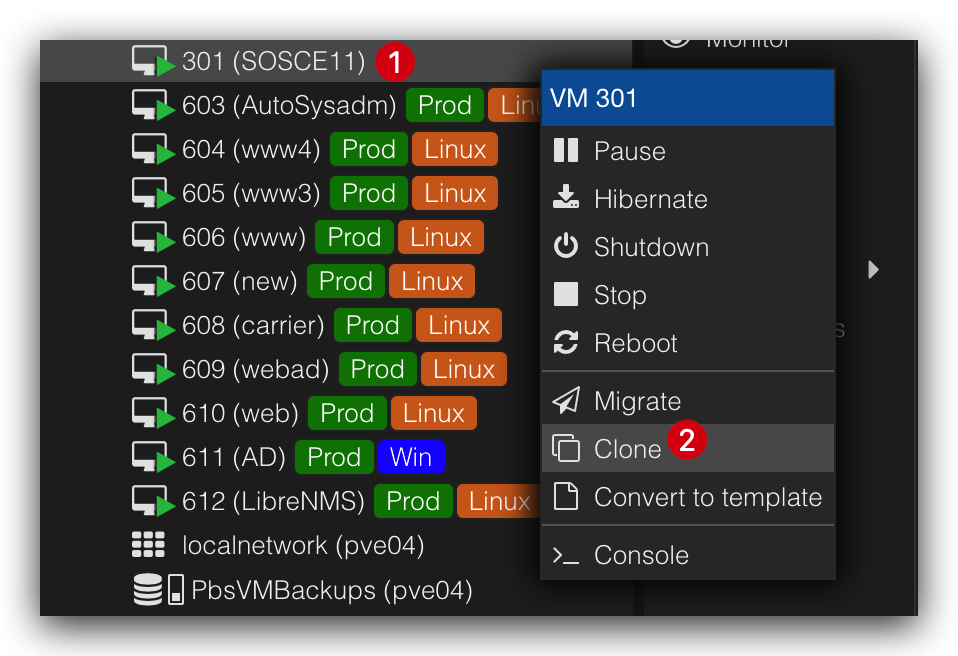 301 (SOSCE11) 1
Monitor
603 (AutoSysadm) Prod
604 (www4) Prod Linux
605 (www3) Prod Linux
606 (www) Prod Linux
607 (new) Prod Linux
608 (carrier) Prod Linux
609 (webad) Prod Linux
610 (web) Prod Linux
611 (AD) Prod Win
612 (LibreNMS) Prod Linux
localnetwork (pve04)
PbsVMBackups (pve04)
VM 301
Pause
Hibernate
Shutdown
Stop
Reboot
Migrate
Clone 2
Convert to template
Console